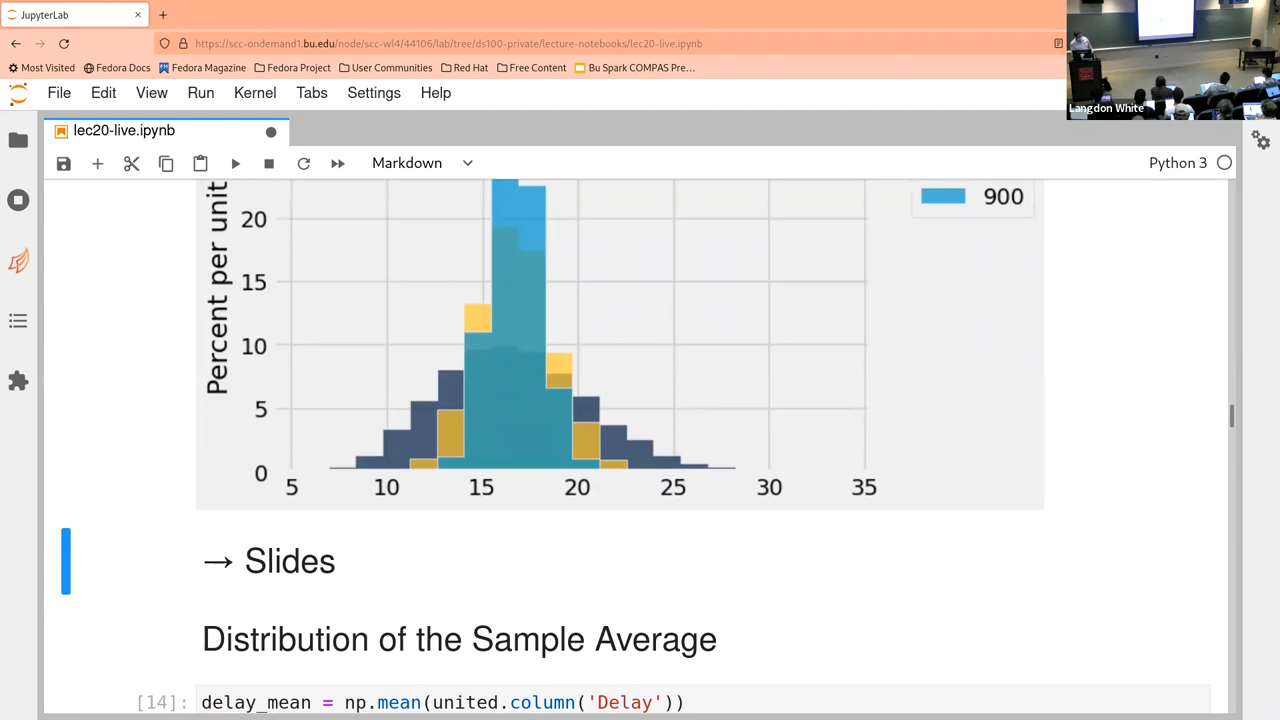 JupyterLab
https://scc-ondemand1.bu.edu/node/scc-wl4/44106/lab/tree/ds100-private/lecture-notebooks/lec20-live.ipynb
Most Visited Fedora Docs Fedora Magazine Fedora Project User Communities Red Hat Free Content Bu Spark COMPAS Pre...
Langdon White
File Edit View Run Kernel Tabs Settings Help
lec20-live.ipynb
Markdown Python 3
Percent per unit
20
15
10
5
0
5 10 15 20 25 30 35
900
→ Slides
Distribution of the Sample Average
[14]: delay_mean = np.mean(united.column('Delay'))